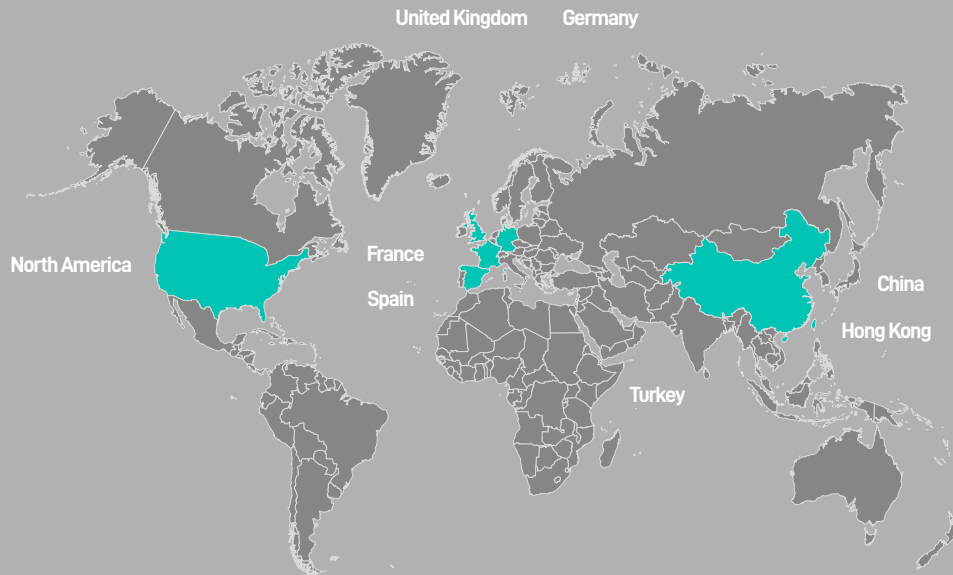 United Kingdom
Germany
North America
France
Spain
China
Hong Kong
Turkey